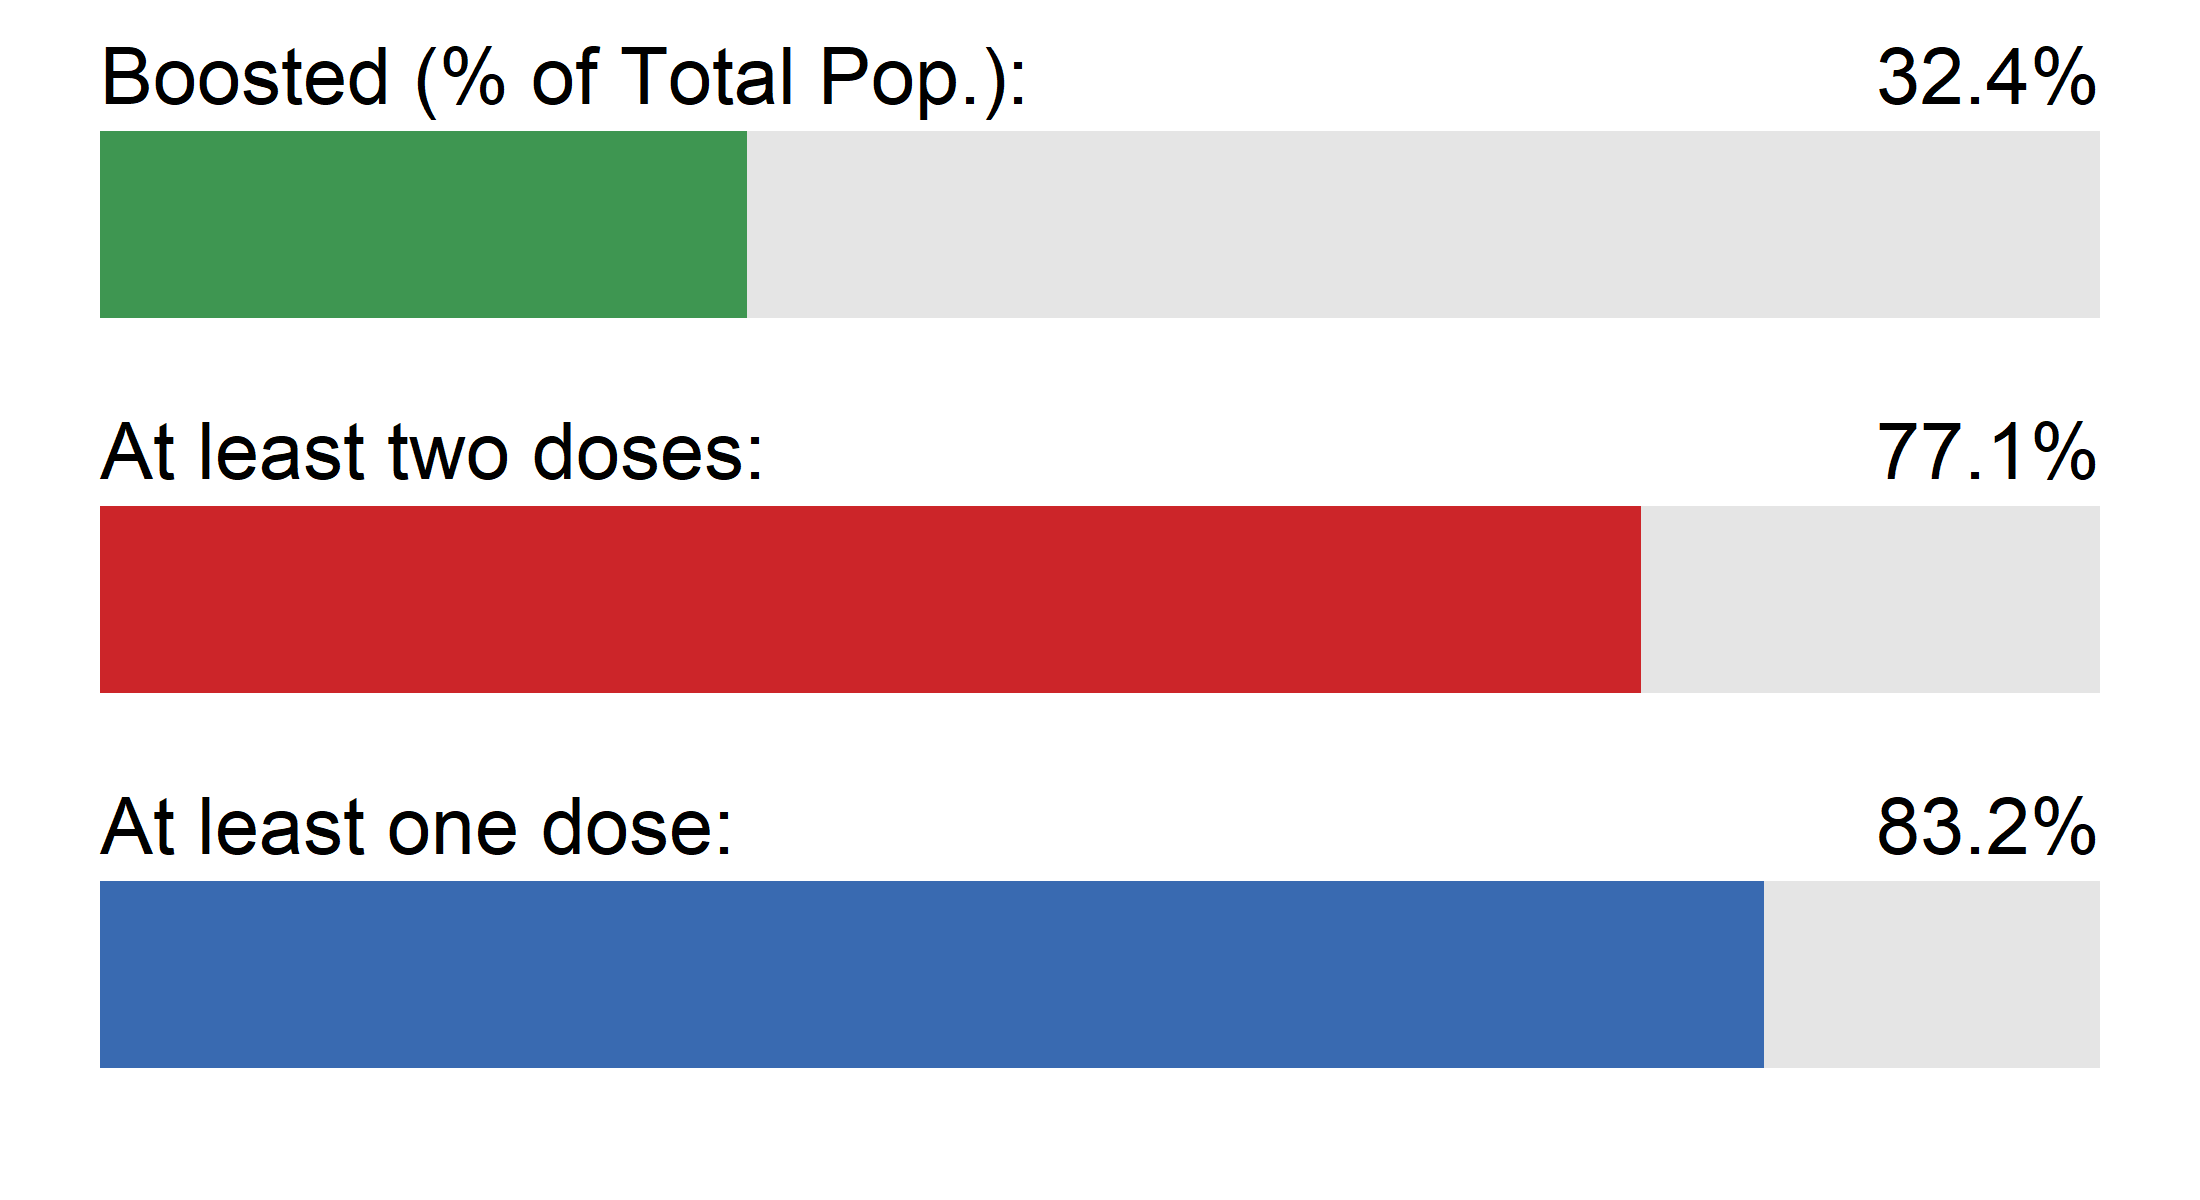 Boosted (% of Total Pop.): 32.4%
At least two doses: 77.1%
At least one dose: 83.2%